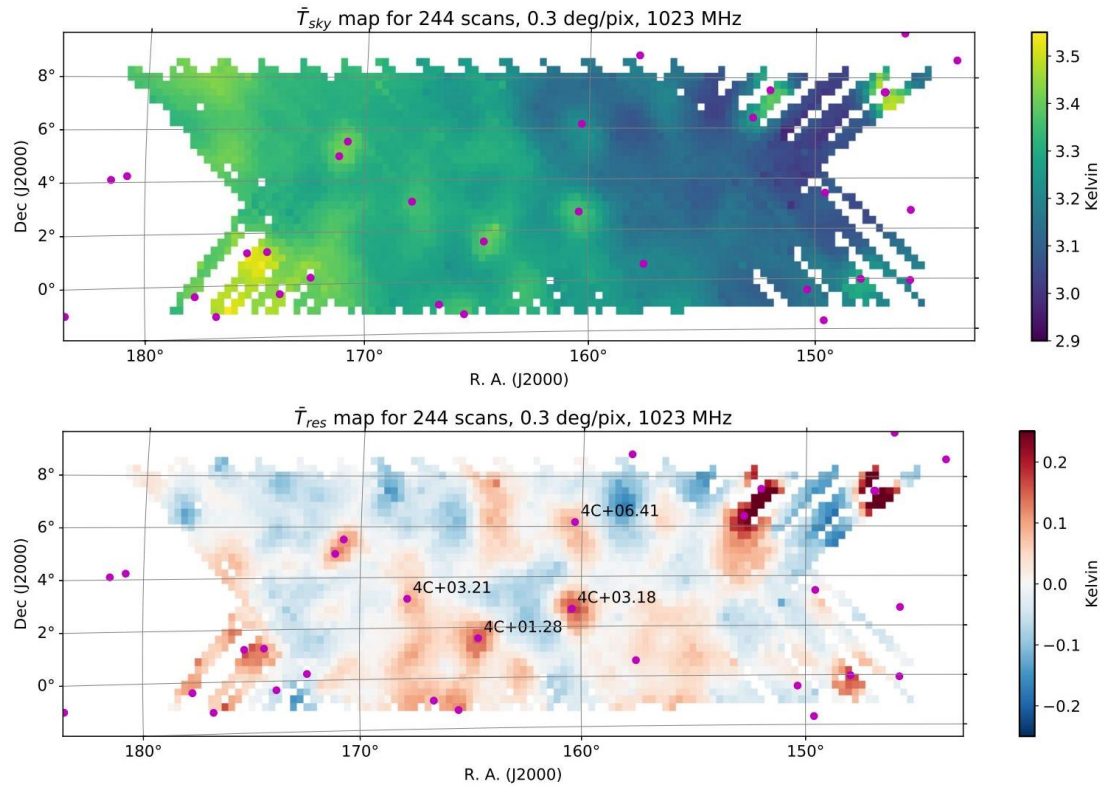 T̄sky map for 244 scans, 0.3 deg/pix, 1023 MHz
8°
6°
4°
2°
0°
Dec (J2000)
180°
170°
160°
150°
R. A. (J2000)
3.5
3.4
3.3
3.2
3.1
3.0
2.9
Kelvin
T̄res map for 244 scans, 0.3 deg/pix, 1023 MHz
8°
6°
4°
2°
0°
Dec (J2000)
4C+06.41
4C+03.21
4C+03.18
4C+01.28
180°
170°
160°
150°
R. A. (J2000)
0.2
0.1
0.0
−0.1
−0.2
Kelvin